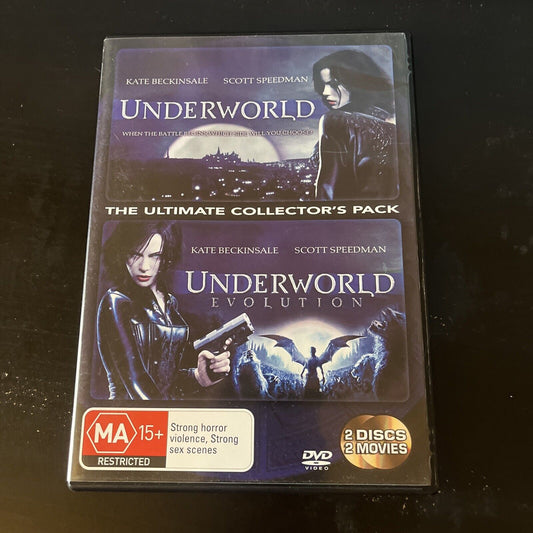 KATE BECKINSALE SCOTT SPEEDMAN
UNDERWORLD
WHEN THE BATTLE BEGINS, WHICH SIDE WILL YOU CHOOSE?
THE ULTIMATE COLLECTOR'S PACK
KATE BECKINSALE SCOTT SPEEDMAN
UNDERWORLD
EVOLUTION
MA 15+
RESTRICTED
Strong horror
violence, Strong
sex scenes
DVD
VIDEO
2 DISCS
2 MOVIES